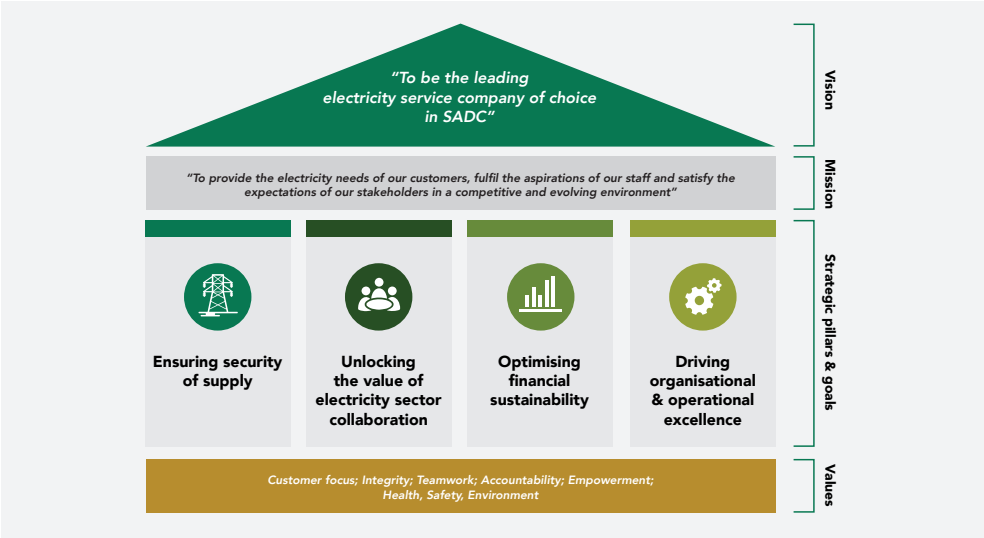 “To be the leading
electricity service company of choice
in SADC”
Vision
“To provide the electricity needs of our customers, fulfil the aspirations of our staff and satisfy the
expectations of our stakeholders in a competitive and evolving environment”
Mission
Ensuring security
of supply
Unlocking
the value of
electricity sector
collaboration
Optimising
financial
sustainability
Driving
organisational
& operational
excellence
Strategic pillars & goals
Customer focus; Integrity; Teamwork; Accountability; Empowerment;
Health, Safety, Environment
Values